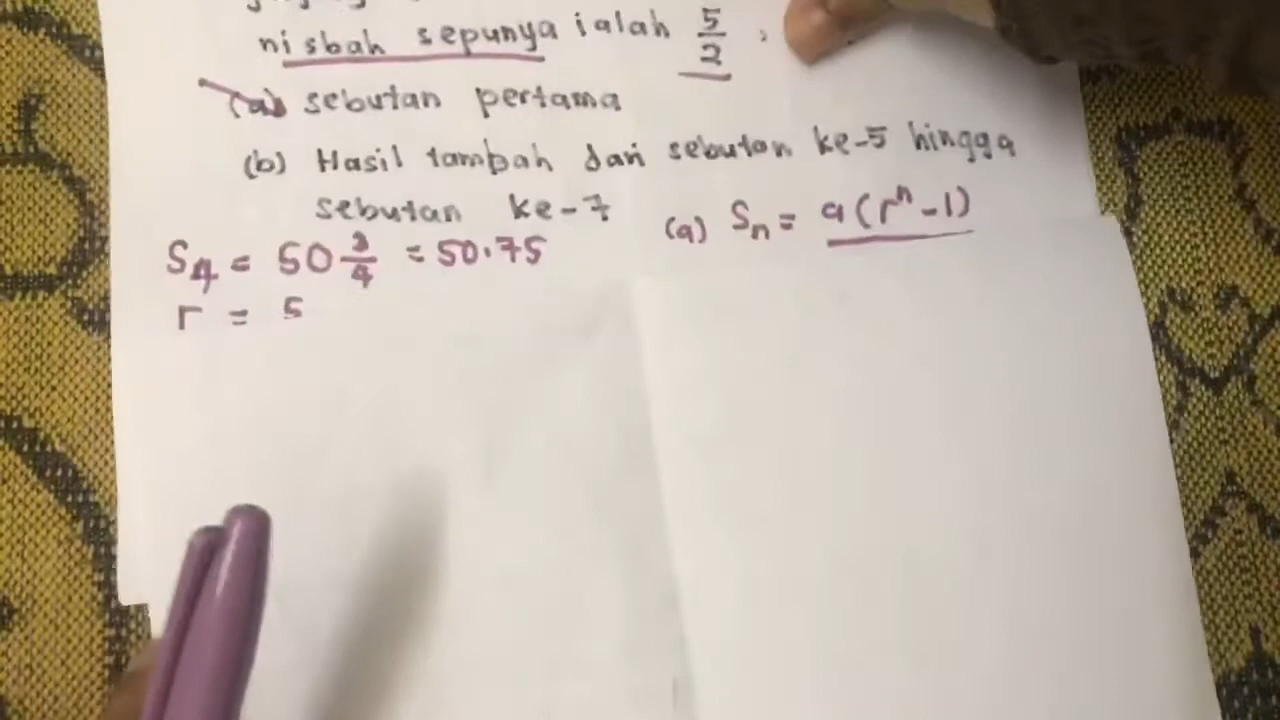 nisbah sepunya ialah 5/2,
(a) sebutan pertama
(b) Hasil tambah dari sebutan ke-5 hingga
sebutan ke-7
(a) Sn = a(r^n - 1)
S4 = 50 3/4 = 50.75
r = 5